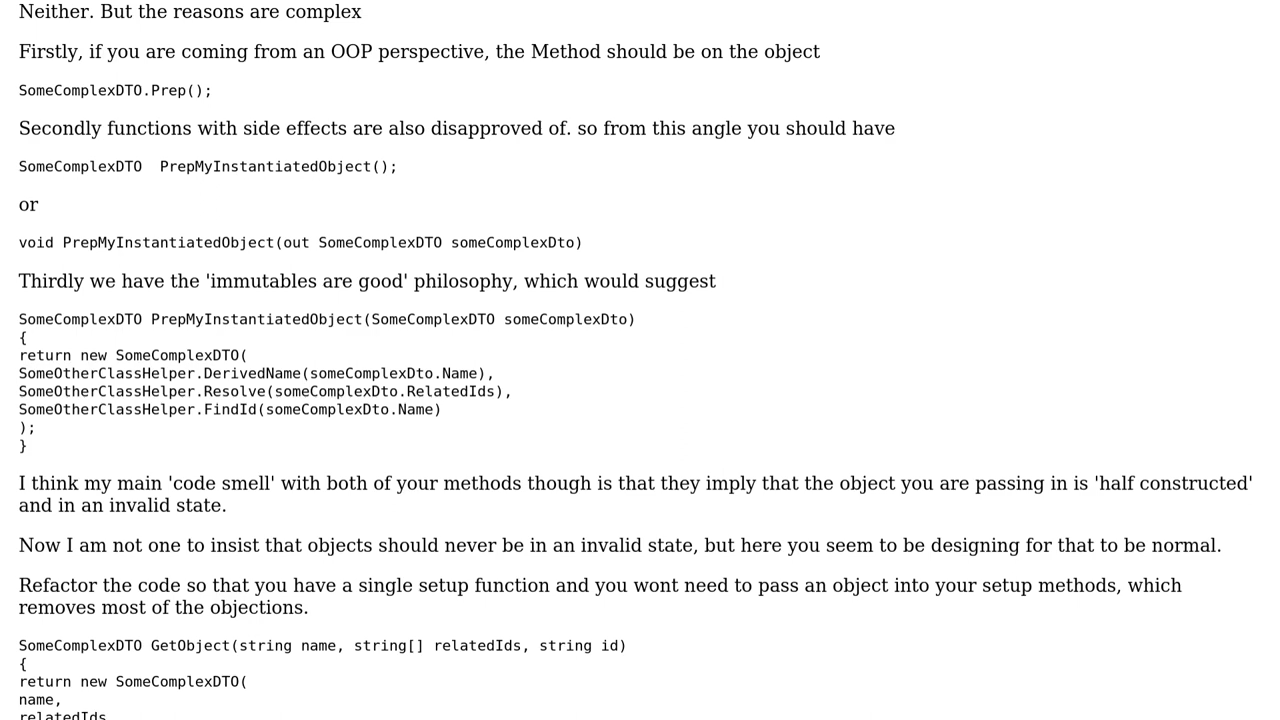 Neither. But the reasons are complex
Firstly, if you are coming from an OOP perspective, the Method should be on the object
SomeComplexDTO.Prep();
Secondly functions with side effects are also disapproved of. so from this angle you should have
SomeComplexDTO  PrepMyInstantiatedObject();
or
void PrepMyInstantiatedObject(out SomeComplexDTO someComplexDto)
Thirdly we have the 'immutables are good' philosophy, which would suggest
SomeComplexDTO PrepMyInstantiatedObject(SomeComplexDTO someComplexDto)
{
return new SomeComplexDTO(
SomeOtherClassHelper.DerivedName(someComplexDto.Name),
SomeOtherClassHelper.Resolve(someComplexDto.RelatedIds),
SomeOtherClassHelper.FindId(someComplexDto.Name)
);
}
I think my main 'code smell' with both of your methods though is that they imply that the object you are passing in is 'half constructed'
and in an invalid state.
Now I am not one to insist that objects should never be in an invalid state, but here you seem to be designing for that to be normal.
Refactor the code so that you have a single setup function and you wont need to pass an object into your setup methods, which
removes most of the objections.
SomeComplexDTO GetObject(string name, string[] relatedIds, string id)
{
return new SomeComplexDTO(
name,
relatedIds